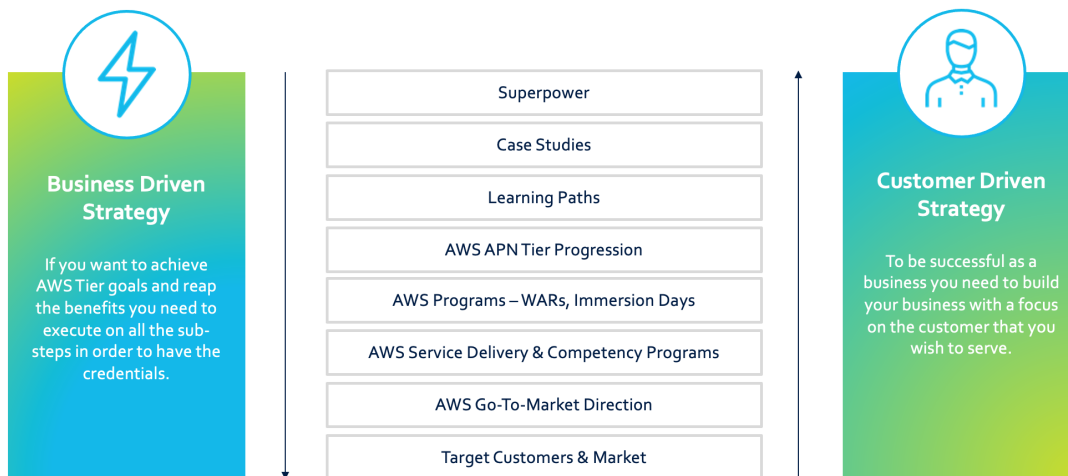 Business Driven
Strategy
If you want to achieve
AWS Tier goals and reap
the benefits you need to
execute on all the sub-
steps in order to have the
credentials.
Superpower
Case Studies
Learning Paths
AWS APN Tier Progression
AWS Programs – WARs, Immersion Days
AWS Service Delivery & Competency Programs
AWS Go-To-Market Direction
Target Customers & Market
Customer Driven
Strategy
To be successful as a
business you need to build
your business with a focus
on the customer that you
wish to serve.